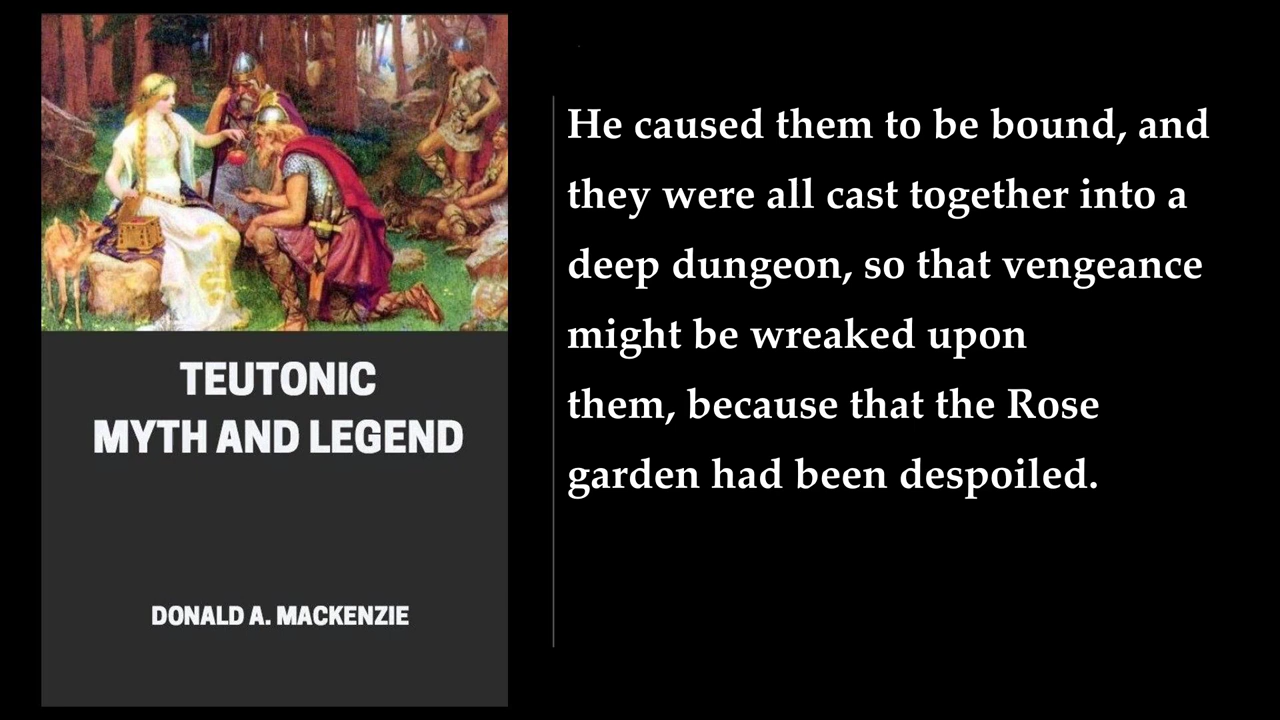 TEUTONIC
MYTH AND LEGEND
DONALD A. MACKENZIE
He caused them to be bound, and
they were all cast together into a
deep dungeon, so that vengeance
might be wreaked upon
them, because that the Rose
garden had been despoiled.